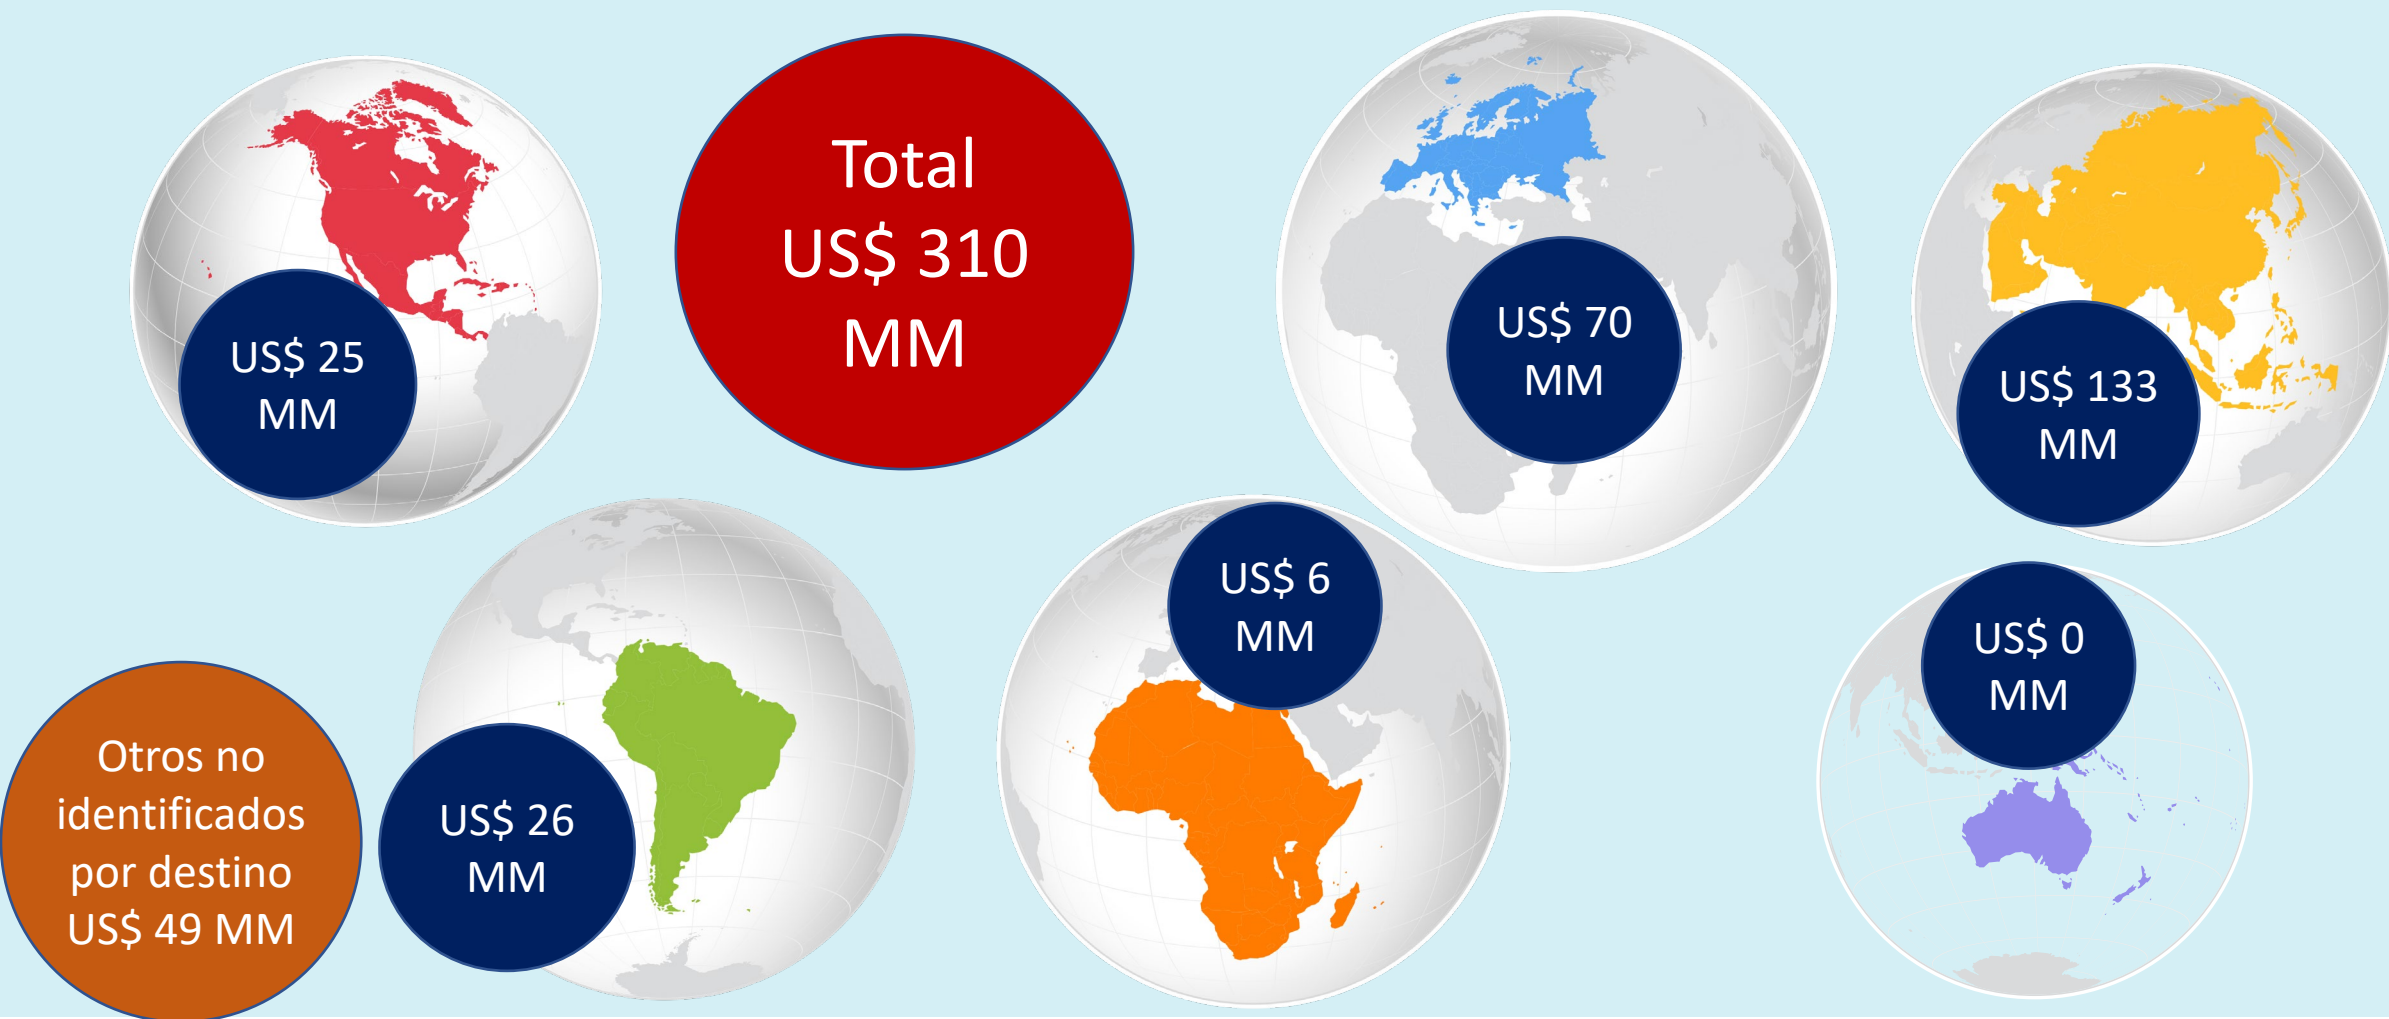 US$ 25
MM
Total
US$ 310
MM
US$ 70
MM
US$ 133
MM
Otros no
identificados
por destino
US$ 49 MM
US$ 26
MM
US$ 6
MM
US$ 0
MM